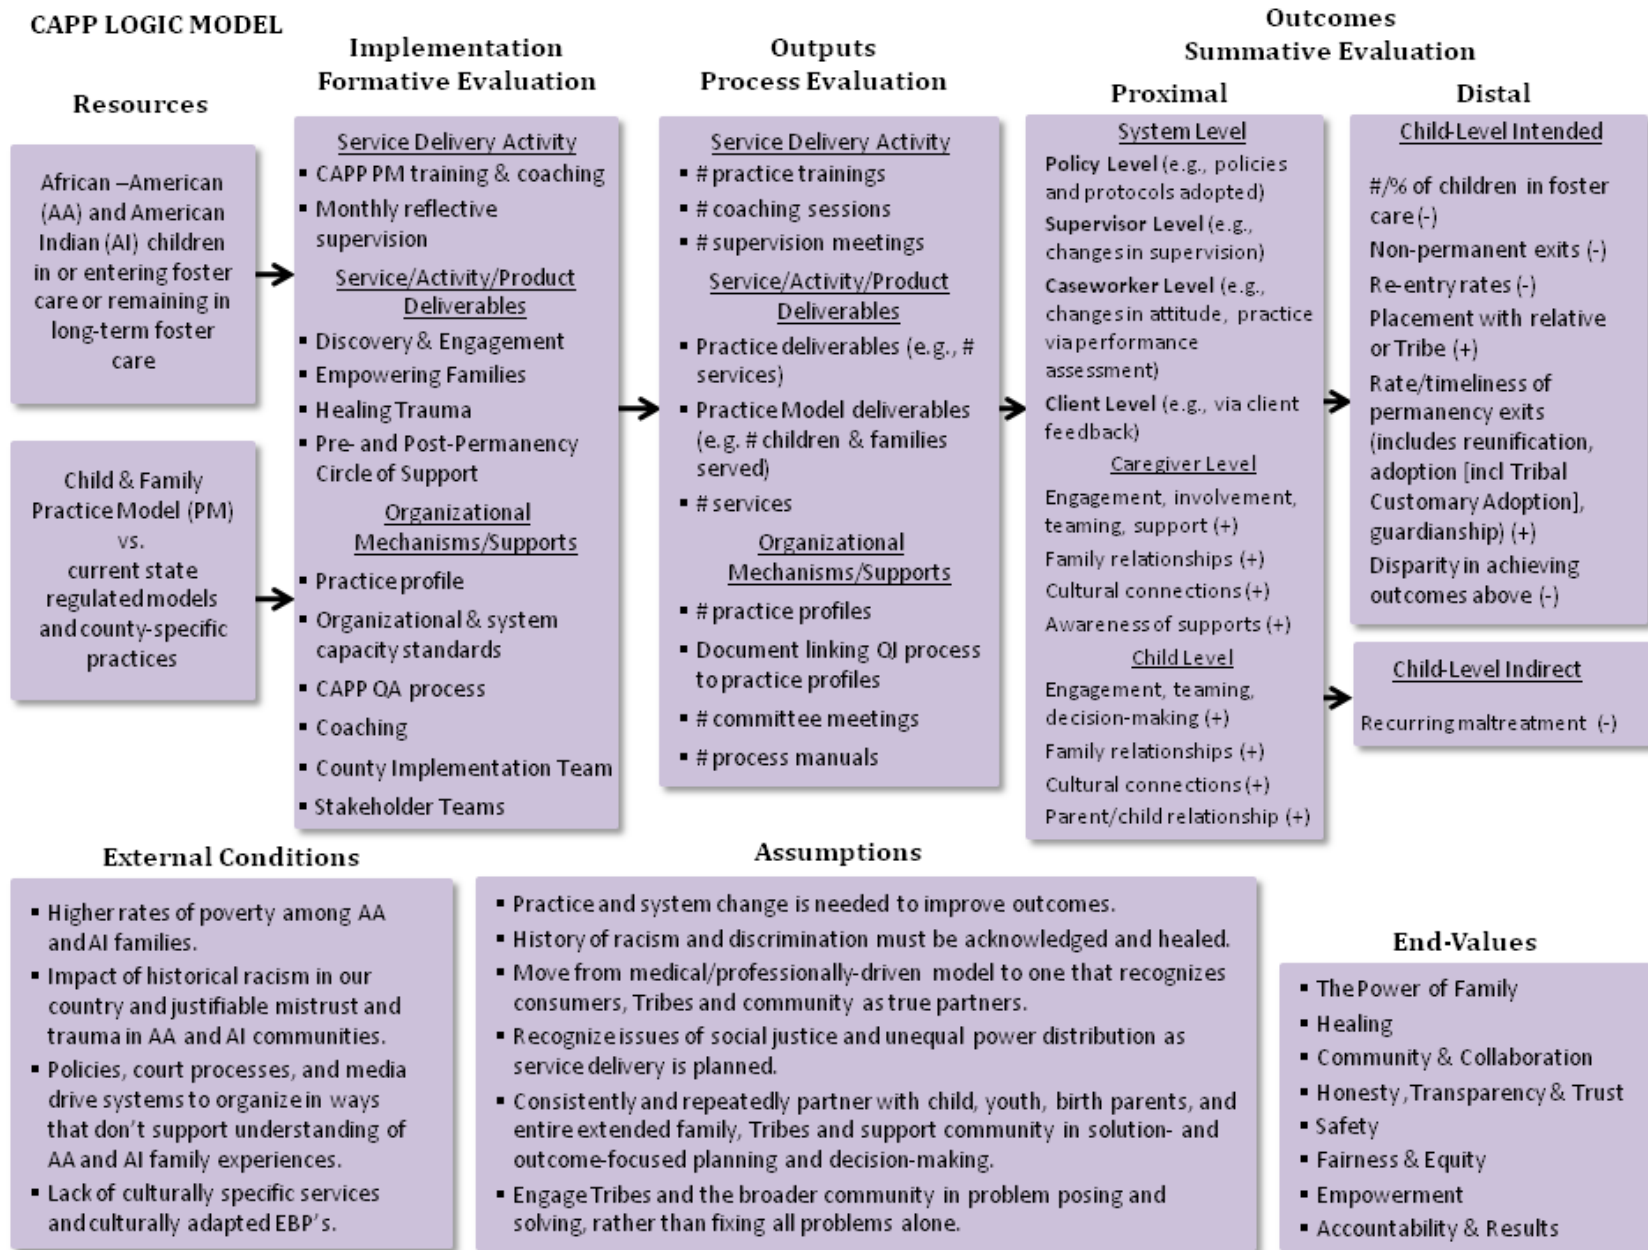 CAPP LOGIC MODEL
Resources
African –American
(AA) and American
Indian (AI) children
in or entering foster
care or remaining in
long-term foster
care
Child & Family
Practice Model (PM)
vs.
current state
regulated models
and county-specific
practices
Implementation
Formative Evaluation
Service Delivery Activity
▪ CAPP PM training & coaching
▪ Monthly reflective
supervision
Service/Activity/Product
Deliverables
▪ Discovery & Engagement
▪ Empowering Families
▪ Healing Trauma
▪ Pre- and Post-Permanency
Circle of Support
Organizational
Mechanisms/Supports
▪ Practice profile
▪ Organizational & system
capacity standards
▪ CAPP QA process
▪ Coaching
▪ County Implementation Team
▪ Stakeholder Teams
Outputs
Process Evaluation
Service Delivery Activity
▪ # practice trainings
▪ # coaching sessions
▪ # supervision meetings
Service/Activity/Product
Deliverables
▪ Practice deliverables (e.g., #
services)
▪ Practice Model deliverables
(e.g. # children & families
served)
▪ # services
Organizational
Mechanisms/Supports
▪ # practice profiles
▪ Document linking QI process
to practice profiles
▪ # committee meetings
▪ # process manuals
Outcomes
Summative Evaluation
Proximal
System Level
Policy Level (e.g., policies
and protocols adopted)
Supervisor Level (e.g.,
changes in supervision)
Caseworker Level (e.g.,
changes in attitude, practice
via performance
assessment)
Client Level (e.g., via client
feedback)
Caregiver Level
Engagement, involvement,
teaming, support (+)
Family relationships (+)
Cultural connections (+)
Awareness of supports (+)
Child Level
Engagement, teaming,
decision-making (+)
Family relationships (+)
Cultural connections (+)
Parent/child relationship (+)
Distal
Child-Level Intended
#/% of children in foster
care (-)
Non-permanent exits (-)
Re-entry rates (-)
Placement with relative
or Tribe (+)
Rate/timeliness of
permanency exits
(includes reunification,
adoption [incl Tribal
Customary Adoption],
guardianship) (+)
Disparity in achieving
outcomes above (-)
Child-Level Indirect
Recurring maltreatment (-)
External Conditions
▪ Higher rates of poverty among AA
and AI families.
▪ Impact of historical racism in our
country and justifiable mistrust and
trauma in AA and AI communities.
▪ Policies, court processes, and media
drive systems to organize in ways
that don't support understanding of
AA and AI family experiences.
▪ Lack of culturally specific services
and culturally adapted EBP's.
Assumptions
▪ Practice and system change is needed to improve outcomes.
▪ History of racism and discrimination must be acknowledged and healed.
▪ Move from medical/professionally-driven model to one that recognizes
consumers, Tribes and community as true partners.
▪ Recognize issues of social justice and unequal power distribution as
service delivery is planned.
▪ Consistently and repeatedly partner with child, youth, birth parents, and
entire extended family, Tribes and support community in solution- and
outcome-focused planning and decision-making.
▪ Engage Tribes and the broader community in problem posing and
solving, rather than fixing all problems alone.
End-Values
▪ The Power of Family
▪ Healing
▪ Community & Collaboration
▪ Honesty, Transparency & Trust
▪ Safety
▪ Fairness & Equity
▪ Empowerment
▪ Accountability & Results